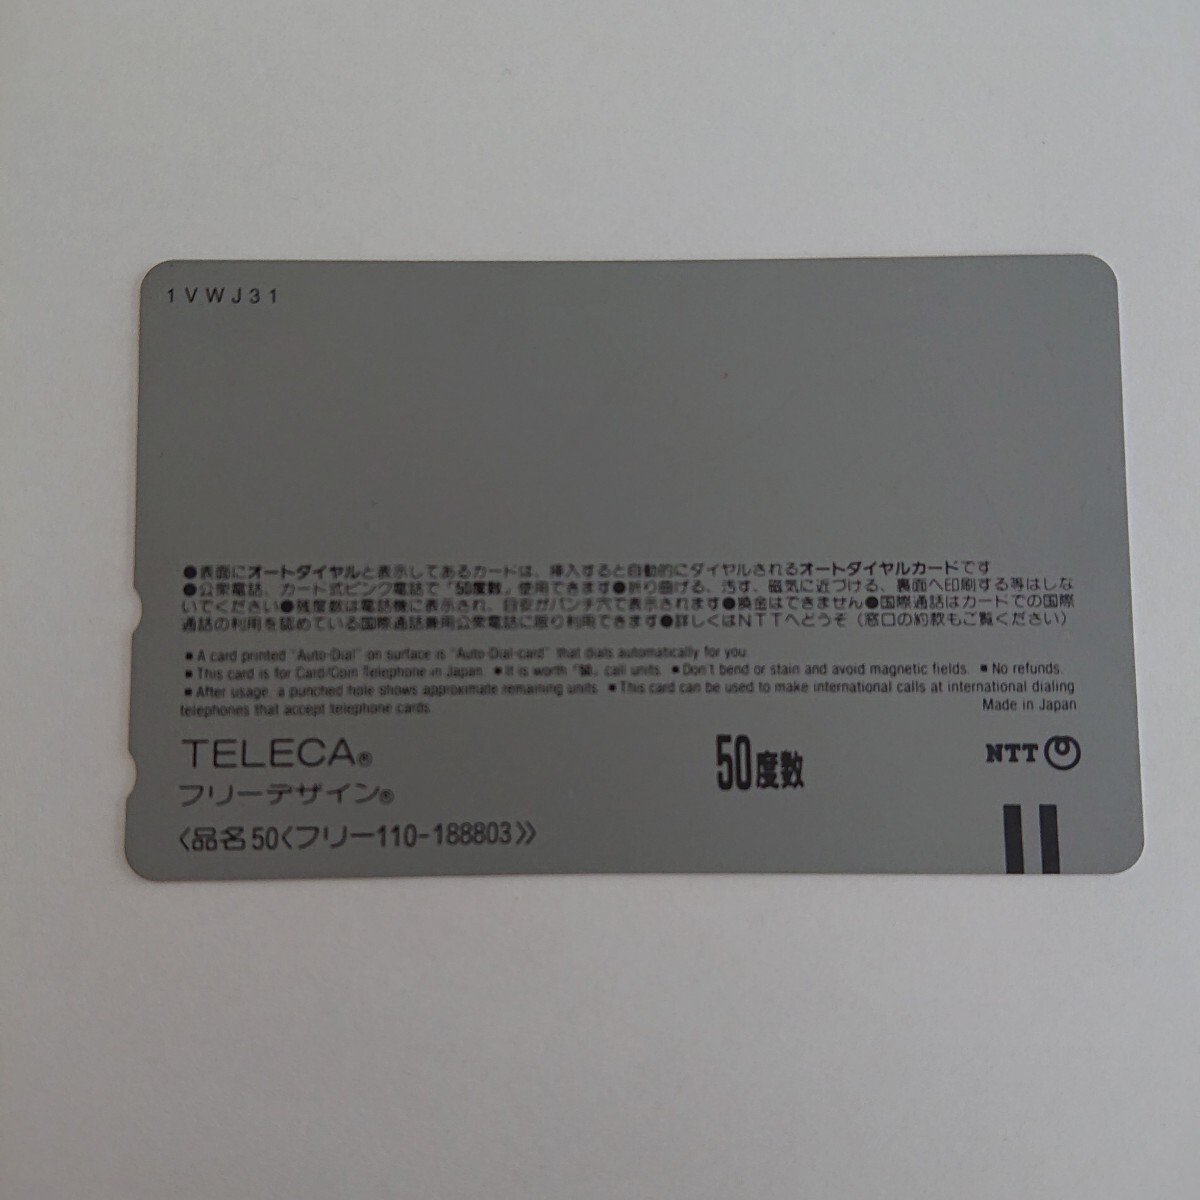 1VWJ31
●表面にオートダイヤルと表示してあるカードは、挿入すると自動的にダイヤルされるオートダイヤルカードです
●公衆電話、カード式ピンク電話で「50度数」使用できます●折り曲げる、汚す、磁気に近づける、裏面へ印刷する等はしな
いでください●残度数は電話機に表示され、目安がパンチ穴で表示されます●換金はできません●国際通話はカードでの国際
通話の利用を認めている国際通話兼用公衆電話に限り利用できます●詳しくはNTTへどうぞ（窓口の約款もご覧ください）
■ A card printed "Auto-Dial" on surface is "Auto-Dial-card" that dials automatically for you.
■ This card is for Card/Coin Telephone in Japan. ■ It is worth 「50」 call units. ■ Don't bend or stain and avoid magnetic fields. ■ No refunds.
■ After usage, a punched hole shows approximate remaining units. ■ This card can be used to make international calls at international dialing
telephones that accept telephone cards.
Made in Japan
TELECA®
フリーデザイン®
〈品名50〈フリー110-188803〉〉
50度数
NTT